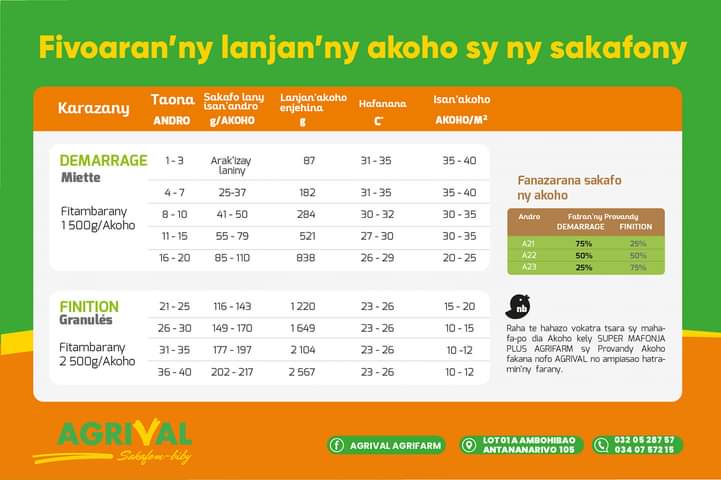 Fivoaran'ny lanjan'ny akoho sy ny sakafony
Karazany Taona ANDRO Sakafo lany isan'andro g/AKOHO Lanjan'akoho enjehina g Hafanana C° Isan'akoho AKOHO/M²
DEMARRAGE
Miette
Fitambarany
1 500g/Akoho
1 - 3 Arak'izay laniny 87 31 - 35 35 - 40
4 - 7 25-37 182 31 - 35 35 - 40
8 - 10 41 - 50 284 30 - 32 30 - 35
11 - 15 55 - 79 521 27 - 30 30 - 35
16 - 20 85 - 110 838 26 - 29 20 - 25
FINITION
Granulés
Fitambarany
2 500g/Akoho
21 - 25 116 - 143 1 220 23 - 26 15 - 20
26 - 30 149 - 170 1 649 23 - 26 10 - 15
31 - 35 177 - 197 2 104 23 - 26 10 -12
36 - 40 202 - 217 2 567 23 - 26 10 - 12
Fanazarana sakafo
ny akoho
Andro Fatran'ny Provandy
DEMARRAGE FINITION
A21 75% 25%
A22 50% 50%
A23 25% 75%
nb
Raha te hahazo vokatra tsara sy maha-
fa-po dia Akoho kely SUPER MAFONJA
PLUS AGRIFARM sy Provandy Akoho
fakana nofo AGRIVAL no ampiasao hatra-
min'ny farany.
AGRIVAL
Sakafom-bity
AGRIVAL AGRIFARM
LOT 01 A AMBOHIBAO
ANTANANARIVO 105
032 05 287 57
034 07 572 15